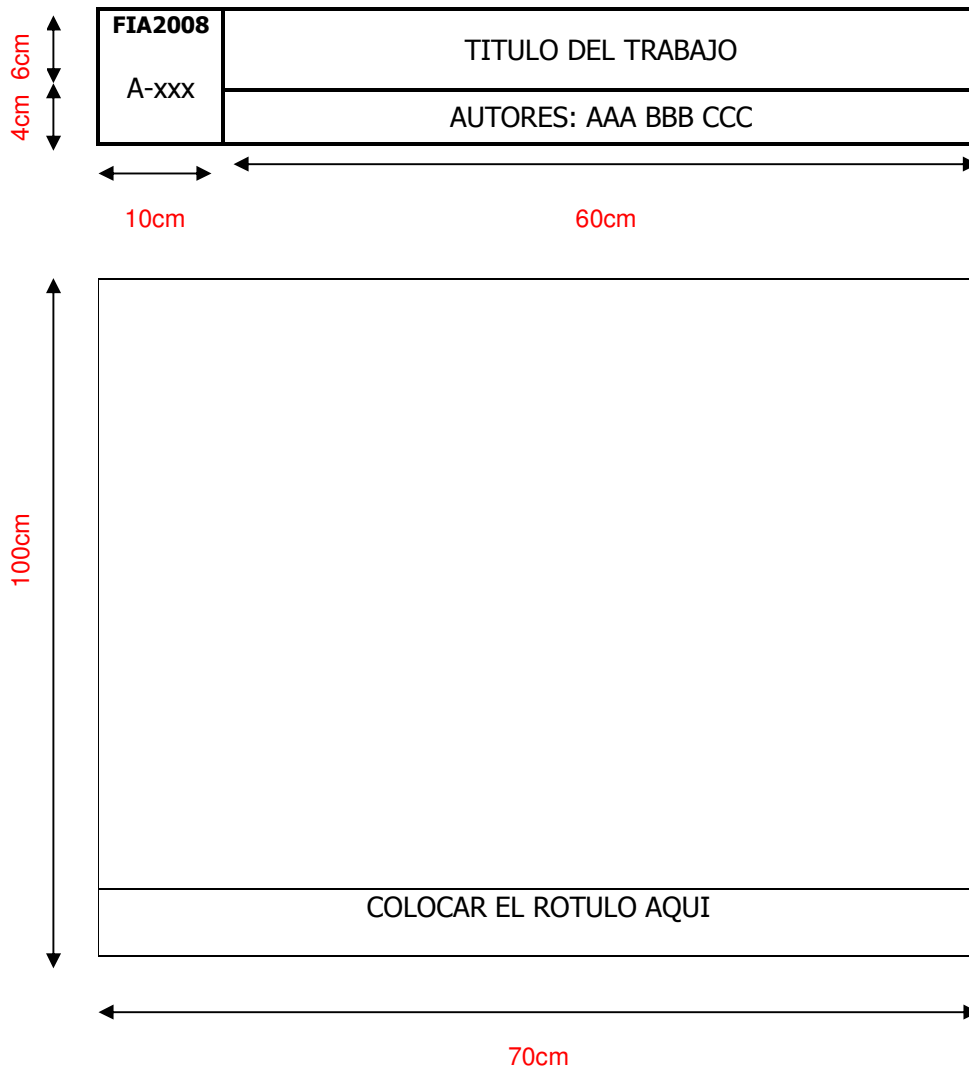 FIA2008
A-xxx
TITULO DEL TRABAJO
AUTORES: AAA BBB CCC
6cm
4cm
10cm
60cm
100cm
COLOCAR EL ROTULO AQUI
70cm